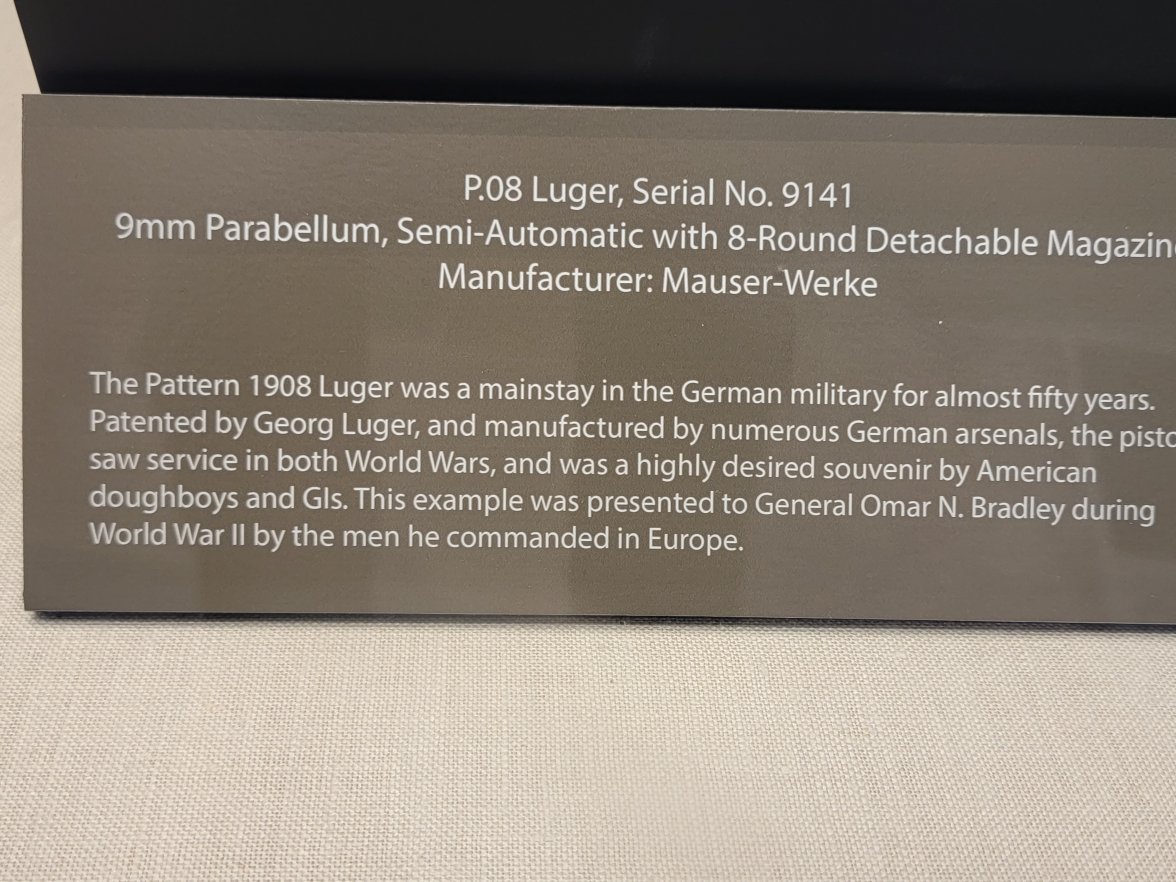 P.08 Luger, Serial No. 9141
9mm Parabellum, Semi-Automatic with 8-Round Detachable Magazin
Manufacturer: Mauser-Werke
The Pattern 1908 Luger was a mainstay in the German military for almost fifty years.
Patented by Georg Luger, and manufactured by numerous German arsenals, the pisto
saw service in both World Wars, and was a highly desired souvenir by American
doughboys and GIs. This example was presented to General Omar N. Bradley during
World War II by the men he commanded in Europe.